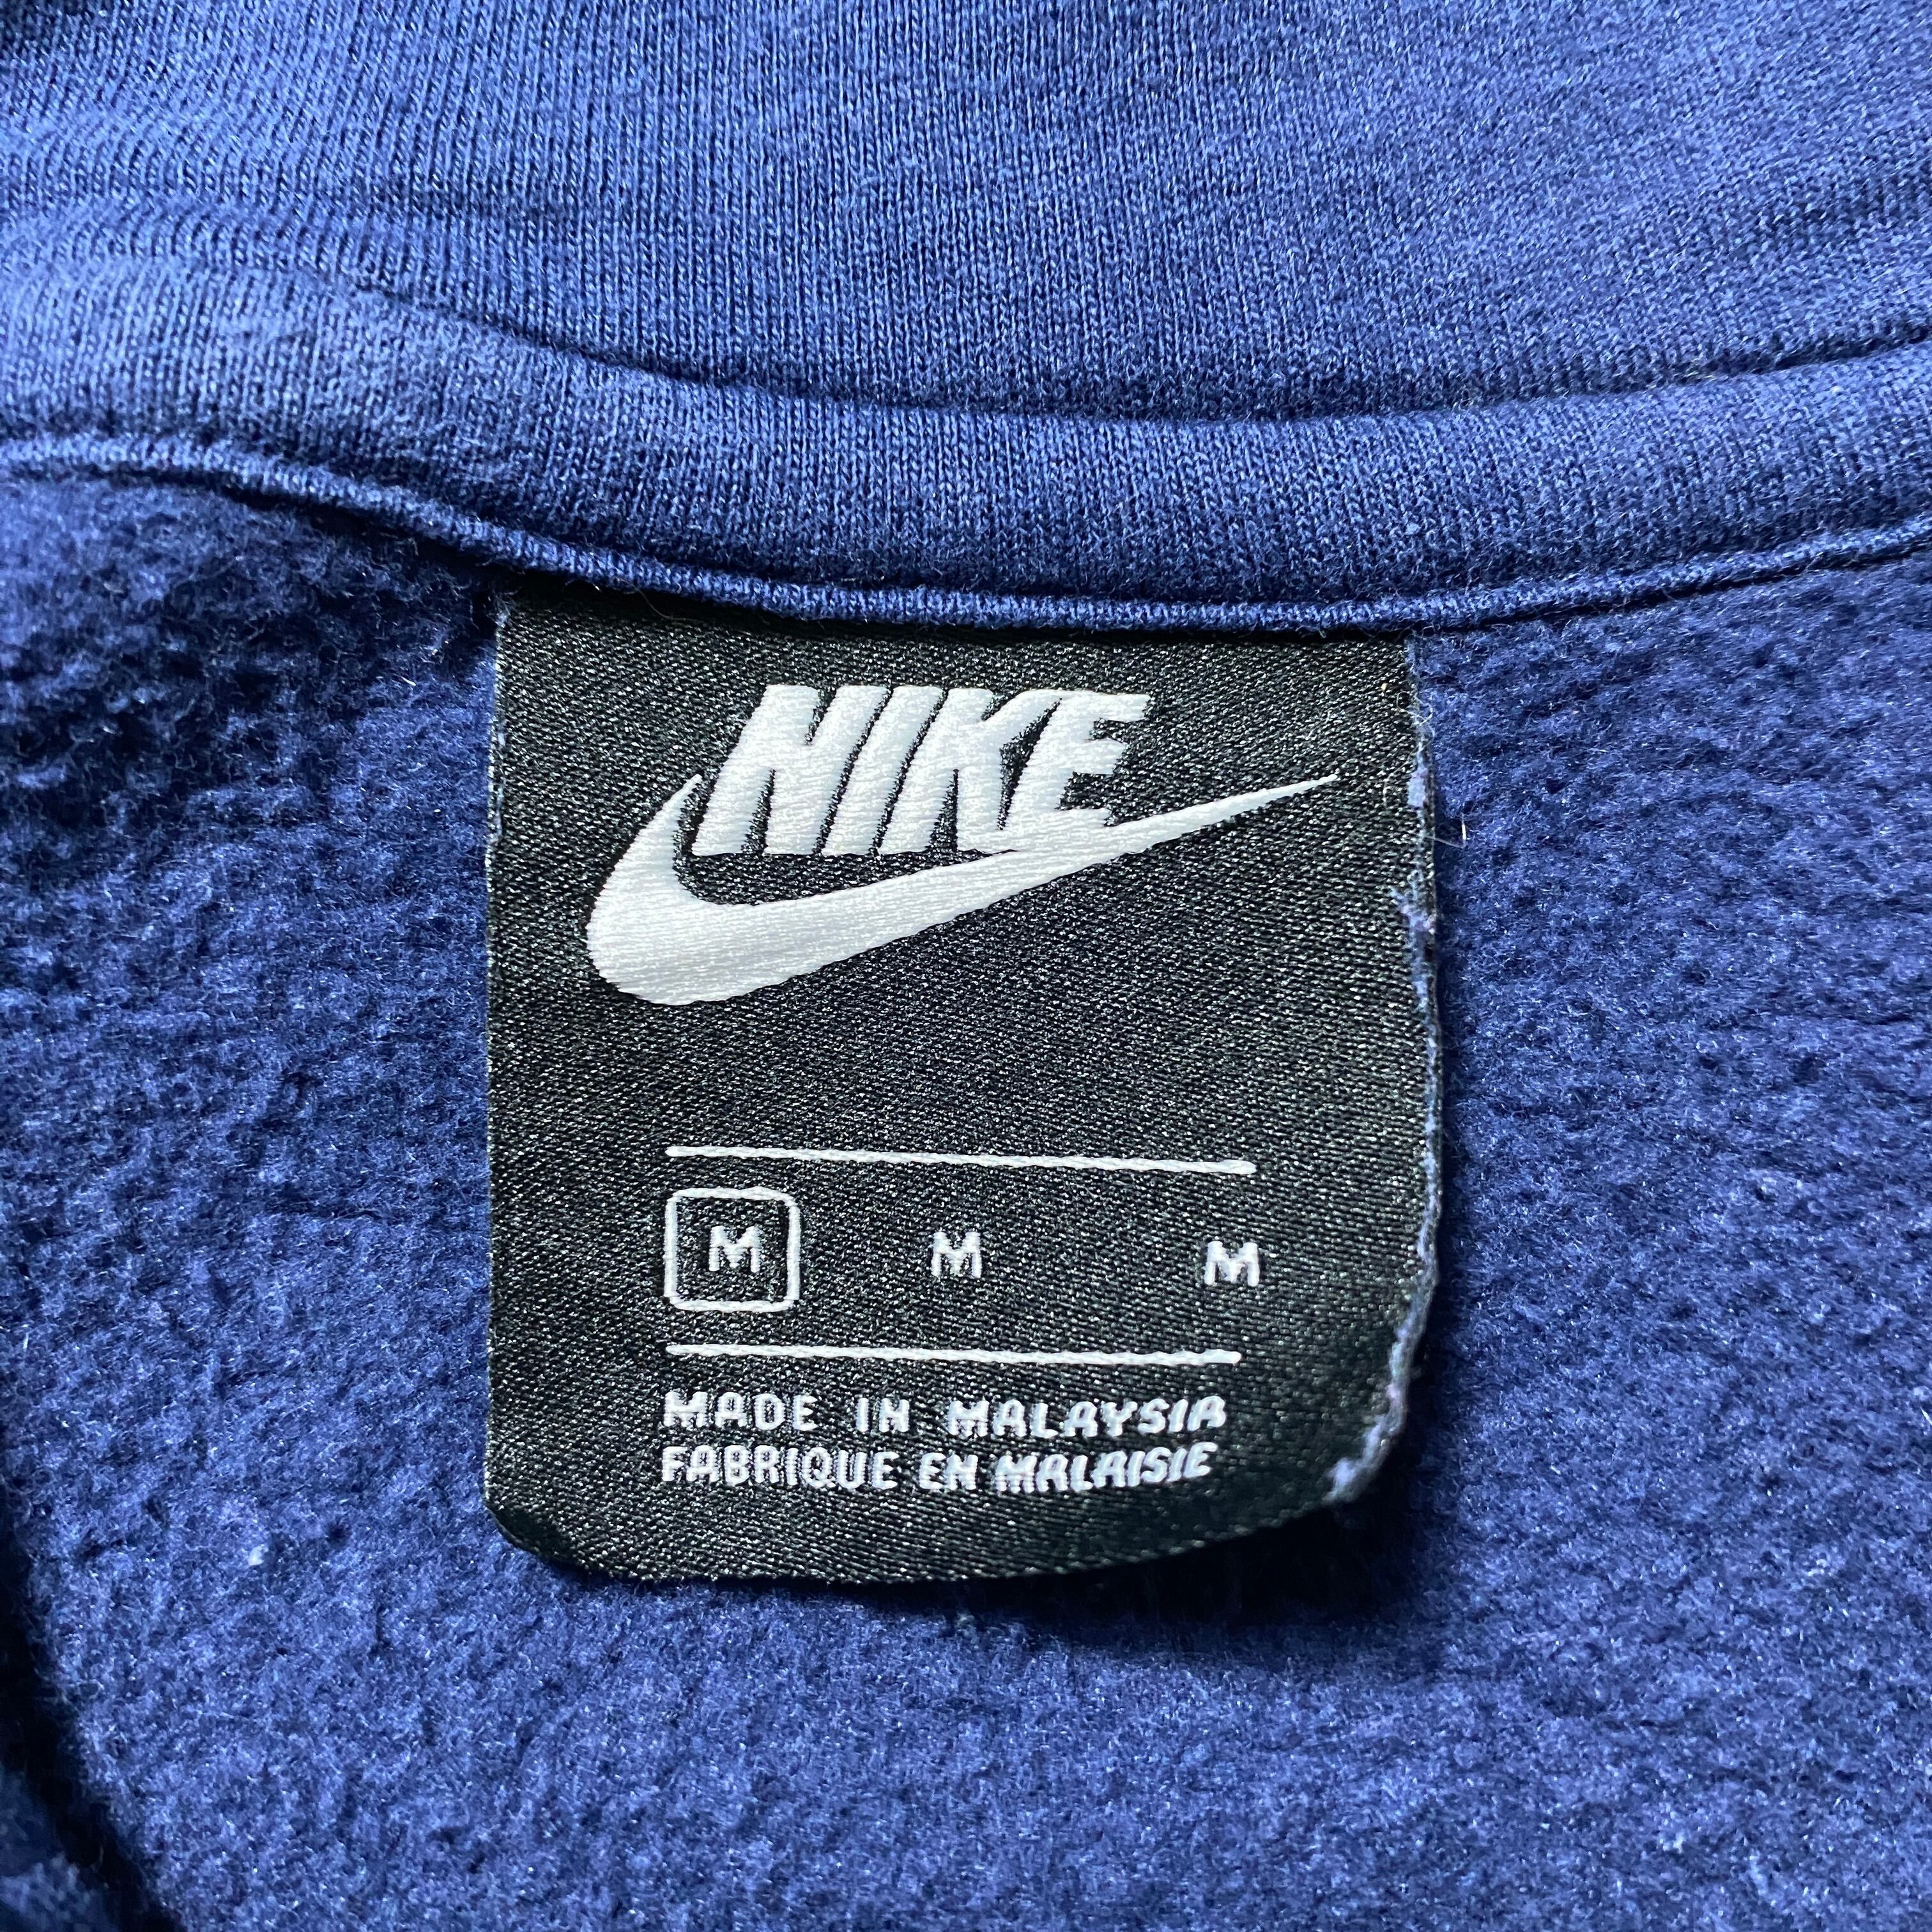 NIKE
M M M
MADE IN MALAYSIA
FABRIQUE EN MALAISIE